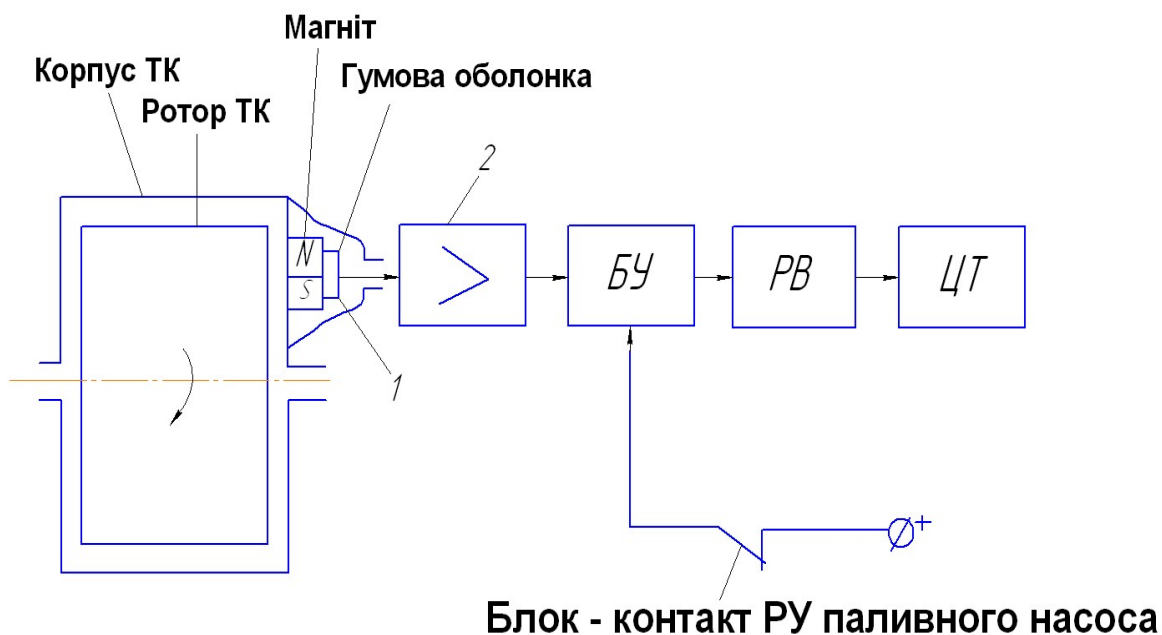 Магніт
Корпус ТК
Гумова оболонка
Ротор ТК
2
N
S
БУ
РВ
ЦТ
1
+
Блок - контакт РУ паливного насоса